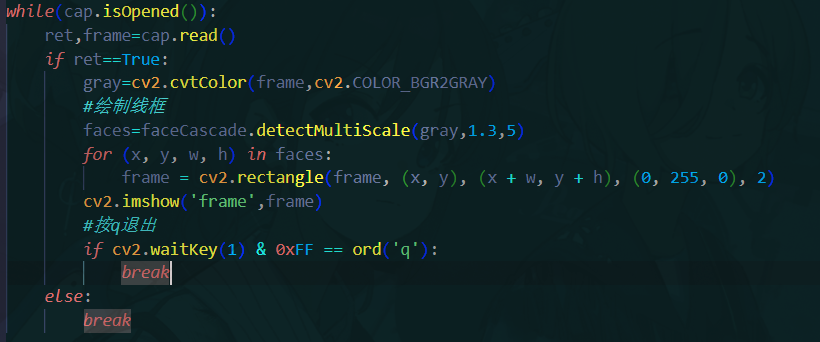 while(cap.isOpened()):
    ret,frame=cap.read()
    if ret==True:
        gray=cv2.cvtColor(frame,cv2.COLOR_BGR2GRAY)
        #绘制线框
        faces=faceCascade.detectMultiScale(gray,1.3,5)
        for (x, y, w, h) in faces:
            frame = cv2.rectangle(frame, (x, y), (x + w, y + h), (0, 255, 0), 2)
        cv2.imshow('frame',frame)
        #按q退出
        if cv2.waitKey(1) & 0xFF == ord('q'):
            break
    else:
        break